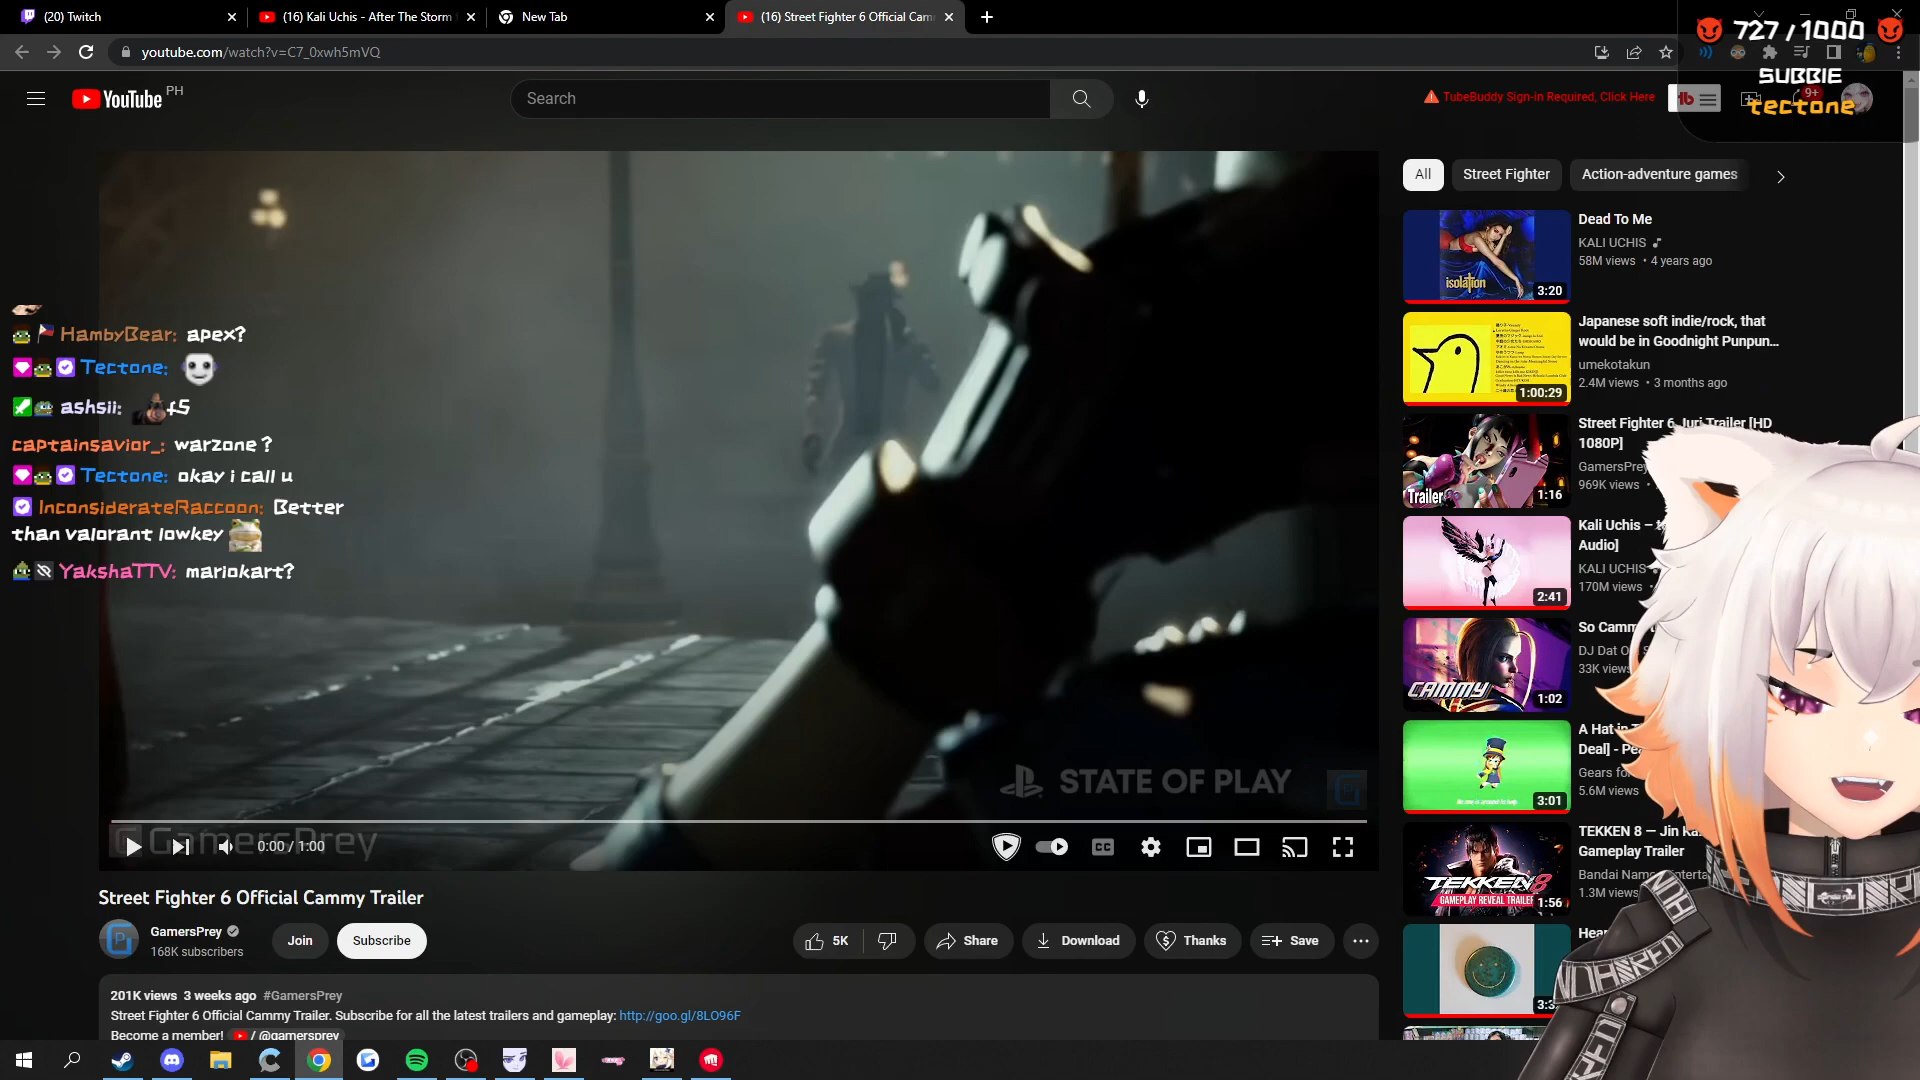 (20) Twitch
(16) Kali Uchis - After The Storm
New Tab
(16) Street Fighter 6 Official Cam
youtube.com/watch?v=C7_0xwh5mVQ
727/1000
SUBBIE
tectone
YouTube PH
Search
TubeBuddy Sign-in Required, Click Here
9+
All
Street Fighter
Action-adventure games
Dead To Me
KALI UCHIS
58M views • 4 years ago
isolation
3:20
Japanese soft indie/rock, that
would be in Goodnight Punpun...
umekotakun
2.4M views • 3 months ago
1:00:29
Street Fighter 6 Juri Trailer [HD
1080P]
GamersPrey
969K views •
Trailer
1:16
Kali Uchis –
Audio]
KALI UCHIS
170M views
2:41
So Cammy
DJ Dat
33K views
CAMMY
1:02
A Hat in
Deal] -
Gears for
5.6M views
3:01
TEKKEN 8 — Jin
Gameplay Trailer
Bandai Namco
1.3M views
TEKKEN 8
GAMEPLAY REVEAL TRAILER
1:56
HambyBear: apex?
Tectone:
ashsii: f5
captainsavior_: warzone ?
Tectone: okay i call u
InconsiderateRaccoon: Better
than valorant lowkey
YakshaTTV: mariokart?
STATE OF PLAY
GamersPrey
0:00 / 1:00
CC
Street Fighter 6 Official Cammy Trailer
GamersPrey
168K subscribers
Join
Subscribe
5K
Share
Download
Thanks
Save
201K views 3 weeks ago #GamersPrey
Street Fighter 6 Official Cammy Trailer. Subscribe for all the latest trailers and gameplay: http://goo.gl/8LO96F
Become a member! / @gamersprey